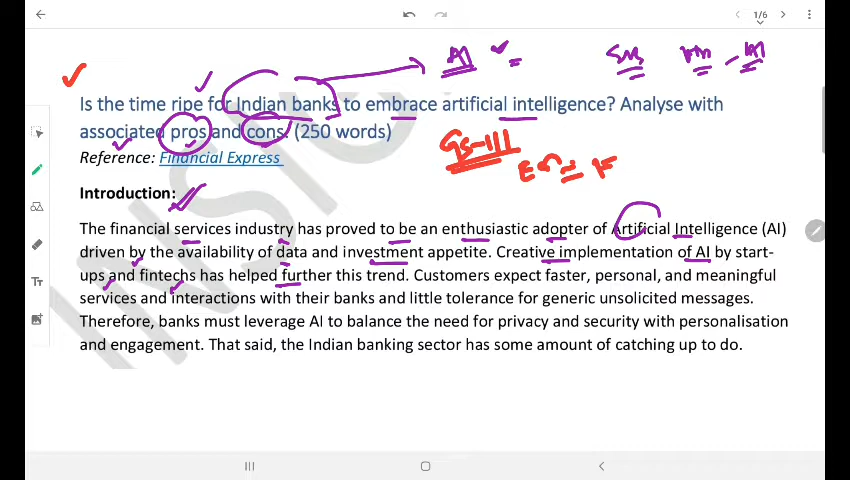 1/6
AI
Is the time ripe for Indian banks to embrace artificial intelligence? Analyse with
associated pros and cons. (250 words)
GS-III
Reference: Financial Express
Introduction:
The financial services industry has proved to be an enthusiastic adopter of Artificial Intelligence (AI)
driven by the availability of data and investment appetite. Creative implementation of AI by start-
ups and fintechs has helped further this trend. Customers expect faster, personal, and meaningful
services and interactions with their banks and little tolerance for generic unsolicited messages.
Therefore, banks must leverage AI to balance the need for privacy and security with personalisation
and engagement. That said, the Indian banking sector has some amount of catching up to do.
TT